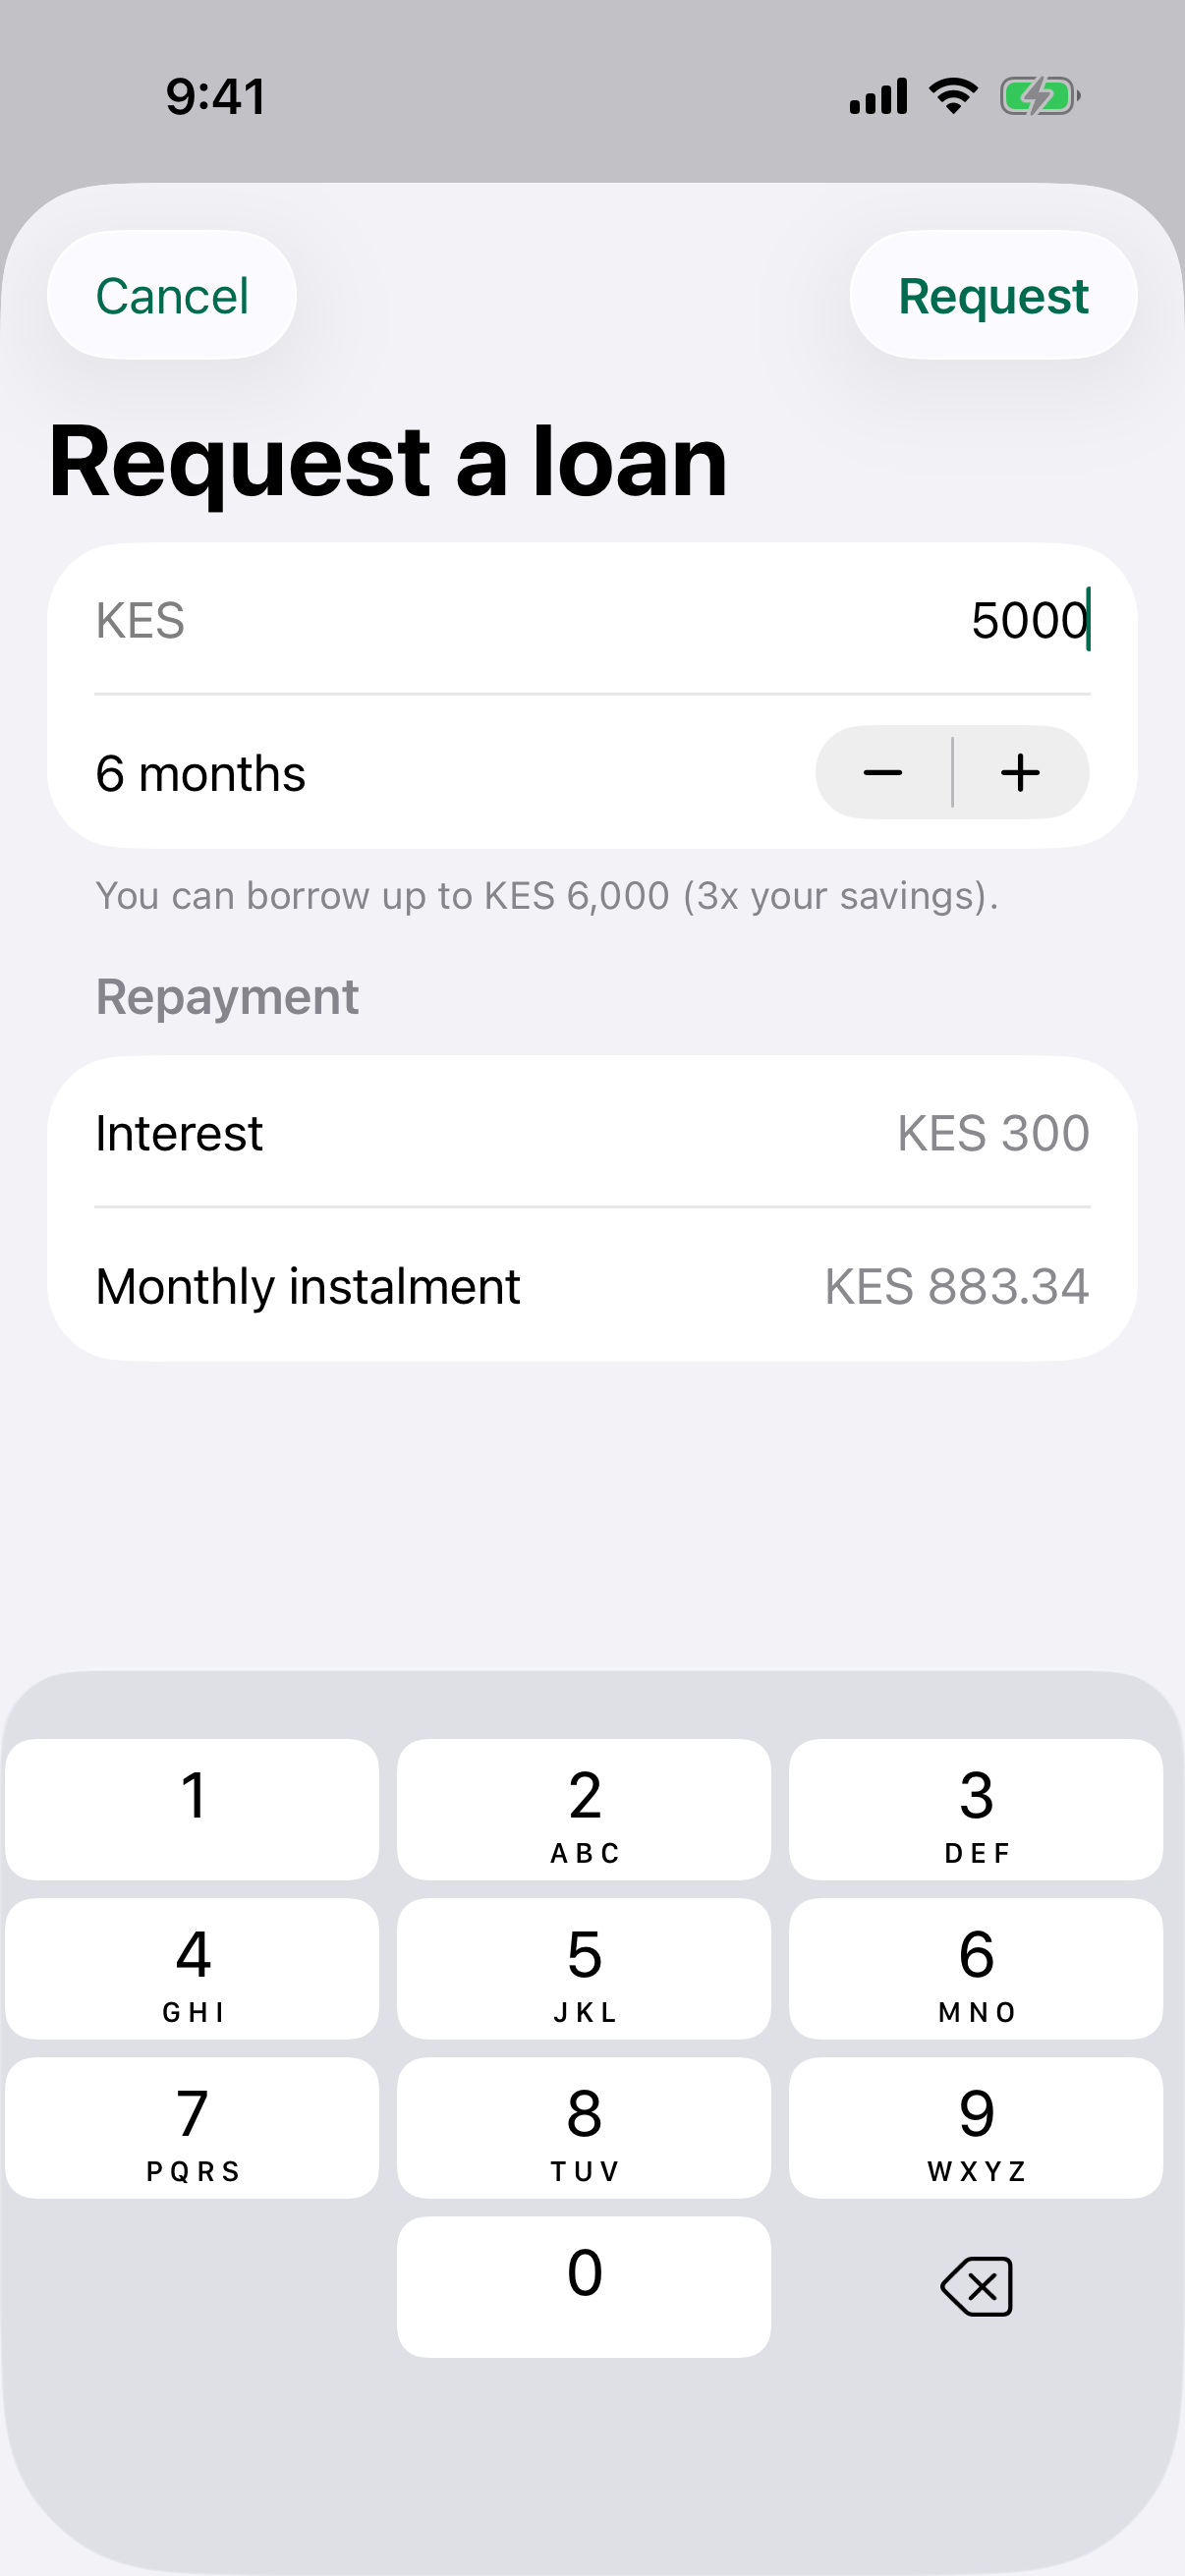 9:41
Cancel
Request
Request a loan
KES 5000
6 months
You can borrow up to KES 6,000 (3x your savings).
Repayment
Interest KES 300
Monthly instalment KES 883.34
1 2 3
ABC DEF
4 5 6
GHI JKL MNO
7 8 9
PQRS TUV WXYZ
0